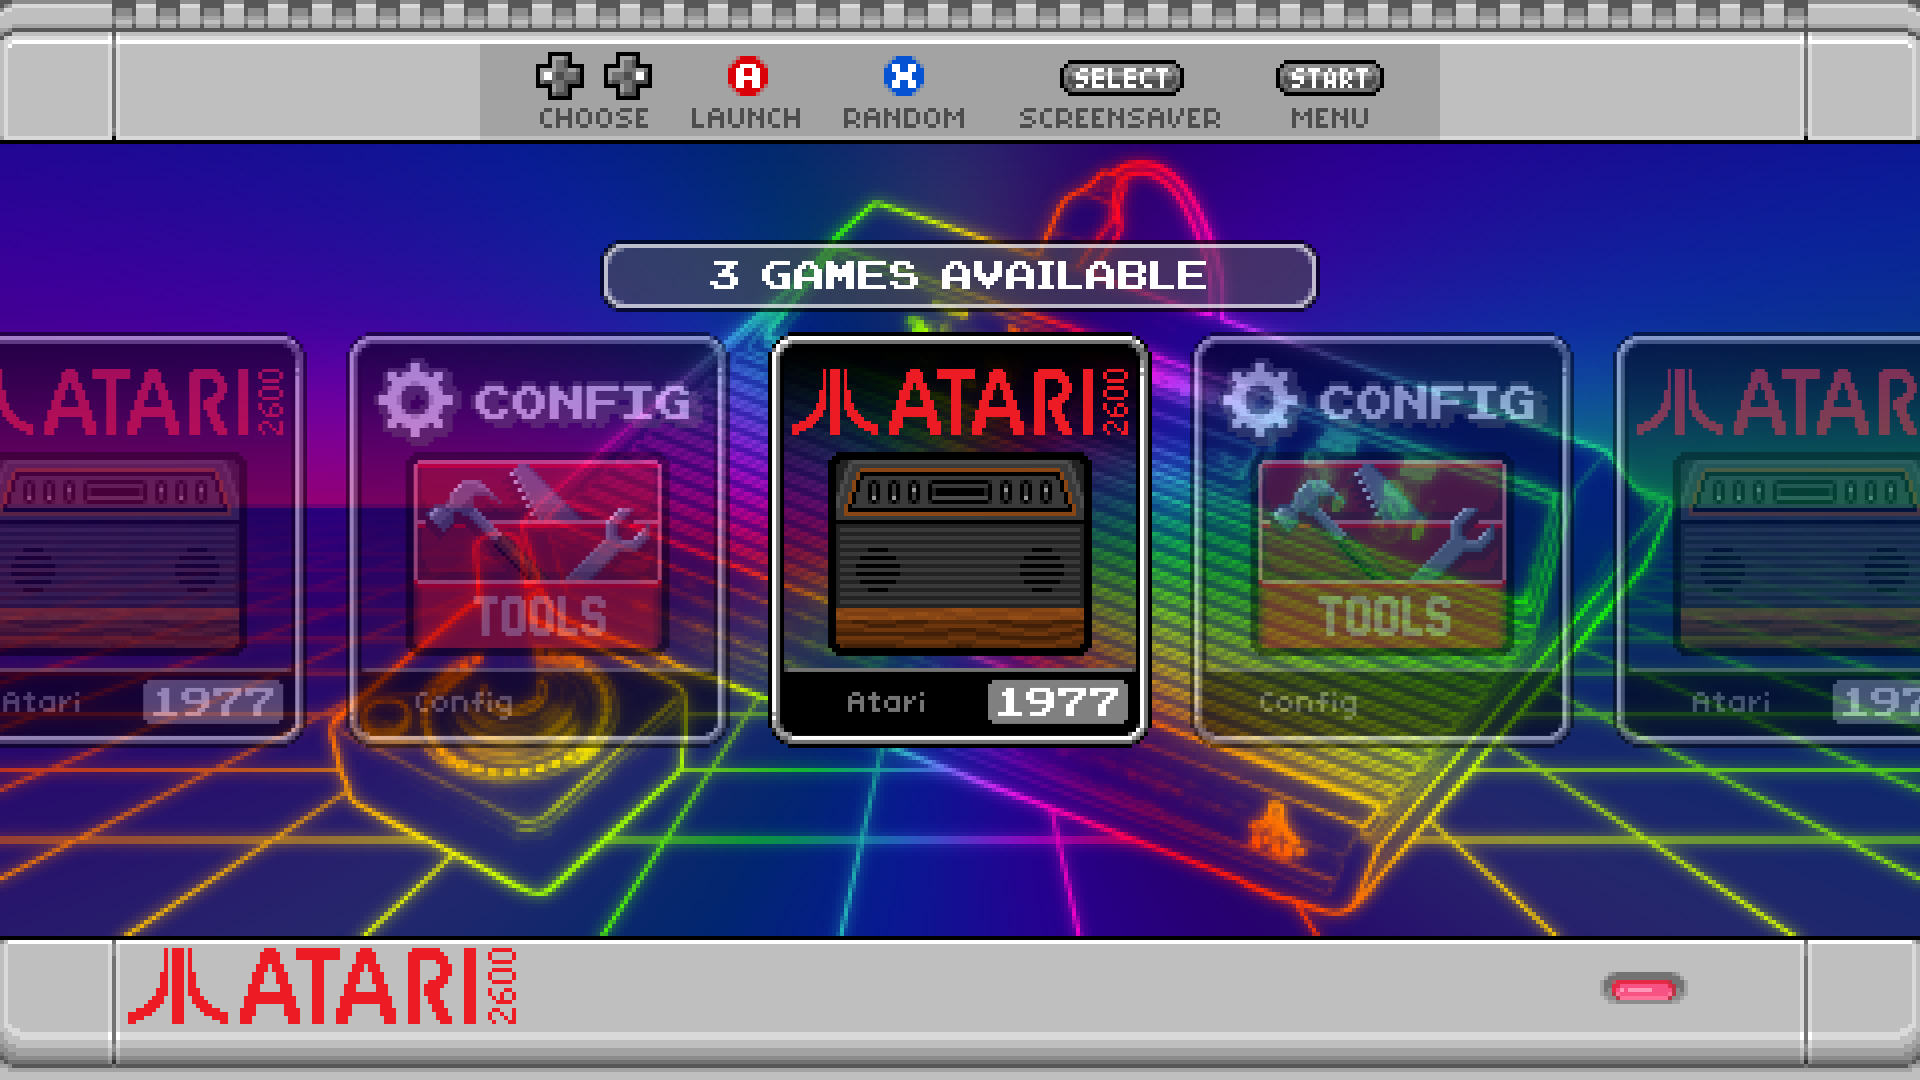 A X SELECT START
CHOOSE LAUNCH RANDOM SCREENSAVER MENU
3 GAMES AVAILABLE
ATARI 2600 CONFIG ATARI 2600 CONFIG ATAR
TOOLS TOOLS
Atari 1977 Config Atari 1977 Config Atari 197
ATARI 2600